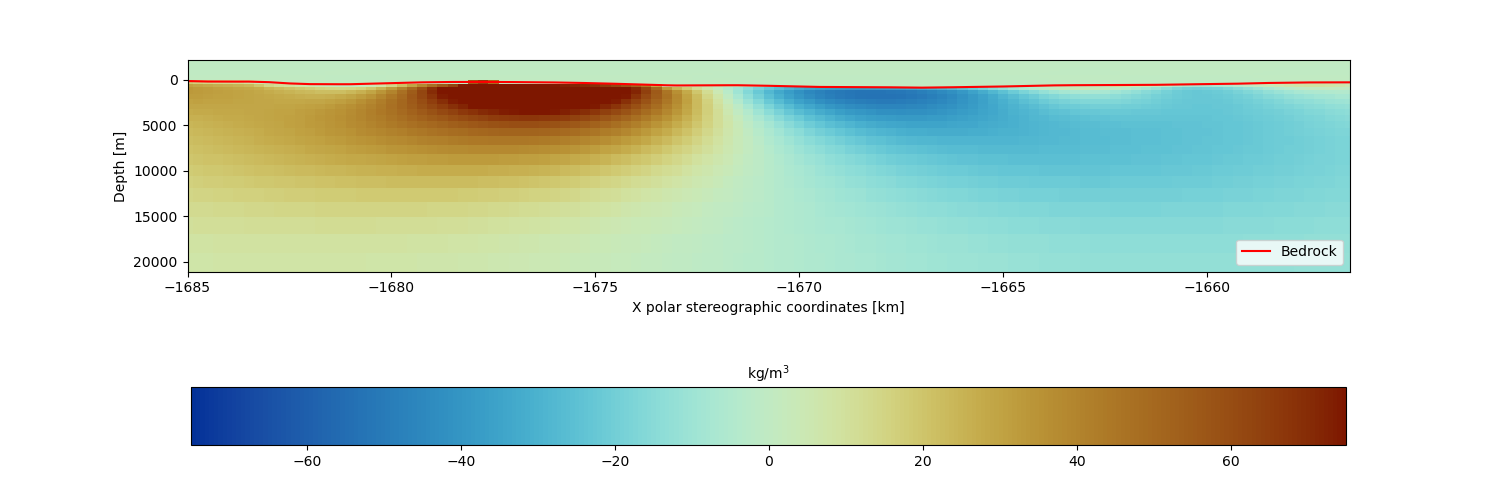 0
5000
10000
15000
20000
Depth [m]
Bedrock
−1685 −1680 −1675 −1670 −1665 −1660
X polar stereographic coordinates [km]
kg/m³
−60 −40 −20 0 20 40 60